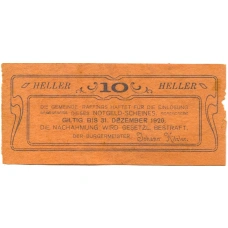 HELLER 10 HELLER
DIE GEMEINDE HAFTET FÜR DIE EINLÖSUNG
DIESES NOTGELD-SCHEINES
GILTIG BIS 31. DEZEMBER 1920.
DIE NACHAHMUNG WIRD GESETZL. BESTRAFT.
DER BÜRGERMEISTER: